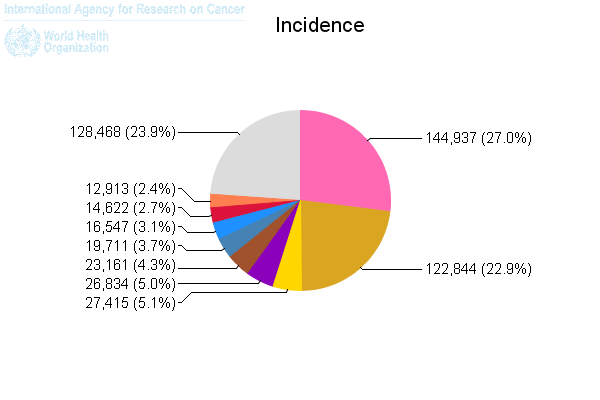 International Agency for Research on Cancer
World Health
Organization
Incidence
128,468 (23.9%)
144,937 (27.0%)
12,913 (2.4%)
14,622 (2.7%)
16,547 (3.1%)
19,711 (3.7%)
23,161 (4.3%)
26,834 (5.0%)
27,415 (5.1%)
122,844 (22.9%)